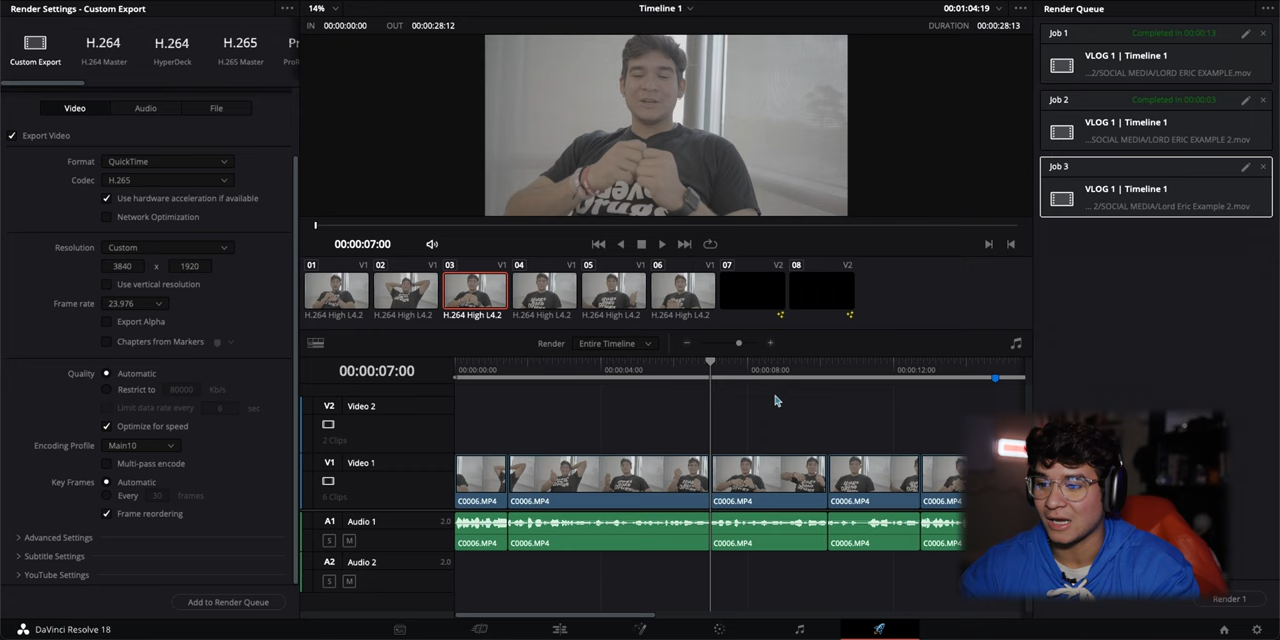 Render Settings - Custom Export
Custom Export
H.264
H.264 Master
H.264
HyperDeck
H.265
H.265 Master
Video
Audio
File
Export Video
Format QuickTime
Codec H.265
Use hardware acceleration if available
Network Optimization
Resolution Custom
3840 x 1920
Use vertical resolution
Frame rate 23.976
Export Alpha
Chapters from Markers
Quality Automatic
Restrict to 80000 Kb/s
Limit data rate every 0 sec
Optimize for speed
Encoding Profile Main10
Multi-pass encode
Key Frames Automatic
Every 30 frames
Frame reordering
Advanced Settings
Subtitle Settings
YouTube Settings
Add to Render Queue
14%
Timeline 1
00:01:04:19
IN 00:00:00:00 OUT 00:00:28:12
DURATION 00:00:28:13
00:00:07:00
01 V1 02 V1 03 V1 04 V1 05 V1 06 V1 07 V2 08 V2
H.264 High L4.2 H.264 High L4.2 H.264 High L4.2 H.264 High L4.2 H.264 High L4.2 H.264 High L4.2
Render Entire Timeline
00:00:07:00
00:00:00:00 00:00:04:00 00:00:08:00 00:00:12:00
V2 Video 2
2 Clips
V1 Video 1
6 Clips
C0006.MP4 C0006.MP4 C0006.MP4 C0006.MP4 C0006.MP4
A1 Audio 1 2.0
S M
C0006.MP4 C0006.MP4 C0006.MP4 C0006.MP4 C0006.MP4
A2 Audio 2 2.0
S M
Render Queue
Job 1 Completed in 00:00:13
VLOG 1 | Timeline 1
...2/SOCIAL MEDIA/LORD ERIC EXAMPLE.mov
Job 2 Completed in 00:00:03
VLOG 1 | Timeline 1
...SOCIAL MEDIA/LORD ERIC EXAMPLE 2.mov
Job 3
VLOG 1 | Timeline 1
... 2/SOCIAL MEDIA/Lord Eric Example 2.mov
Render 1
DaVinci Resolve 18